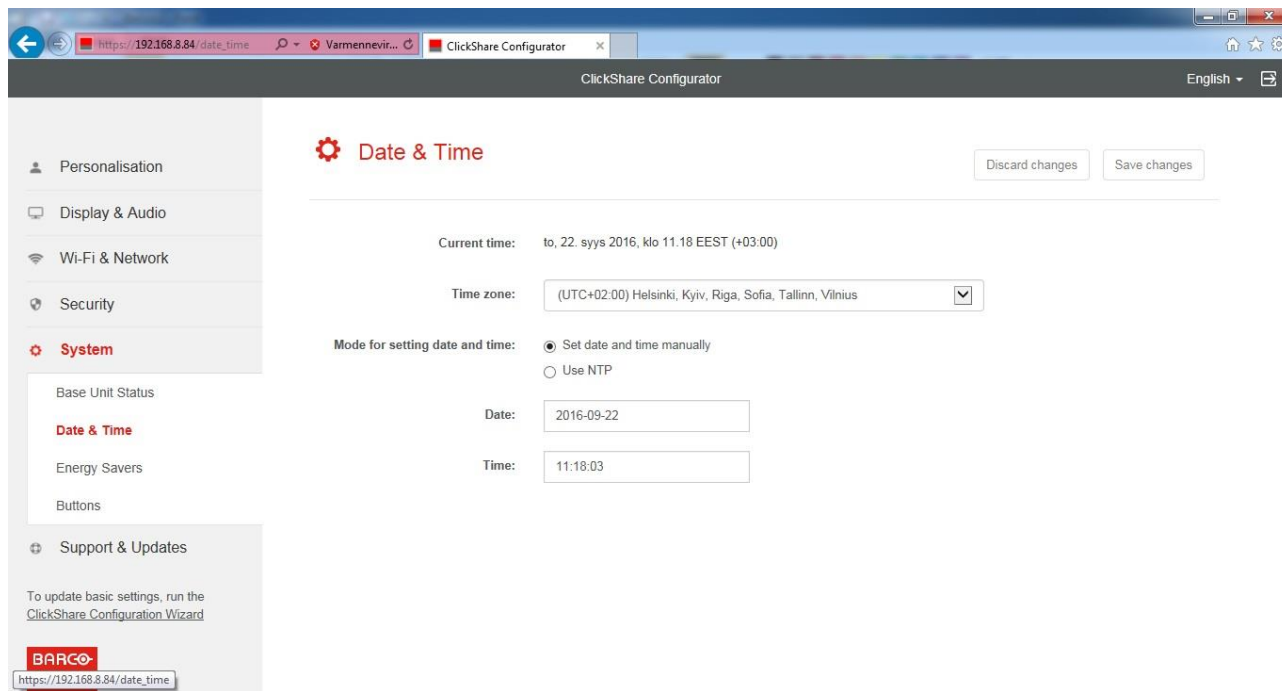 https://192.168.8.84/date_time
Varmennevir...
ClickShare Configurator
ClickShare Configurator
English
Personalisation
Display & Audio
Wi-Fi & Network
Security
System
Base Unit Status
Date & Time
Energy Savers
Buttons
Support & Updates
To update basic settings, run the
ClickShare Configuration Wizard
BARCO
https://192.168.8.84/date_time
Date & Time
Discard changes
Save changes
Current time: to, 22. syys 2016, klo 11.18 EEST (+03:00)
Time zone: (UTC+02:00) Helsinki, Kyiv, Riga, Sofia, Tallinn, Vilnius
Mode for setting date and time: Set date and time manually
Use NTP
Date: 2016-09-22
Time: 11:18:03